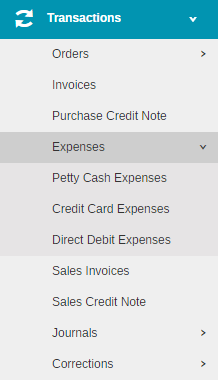 Transactions
Orders
Invoices
Purchase Credit Note
Expenses
Petty Cash Expenses
Credit Card Expenses
Direct Debit Expenses
Sales Invoices
Sales Credit Note
Journals
Corrections